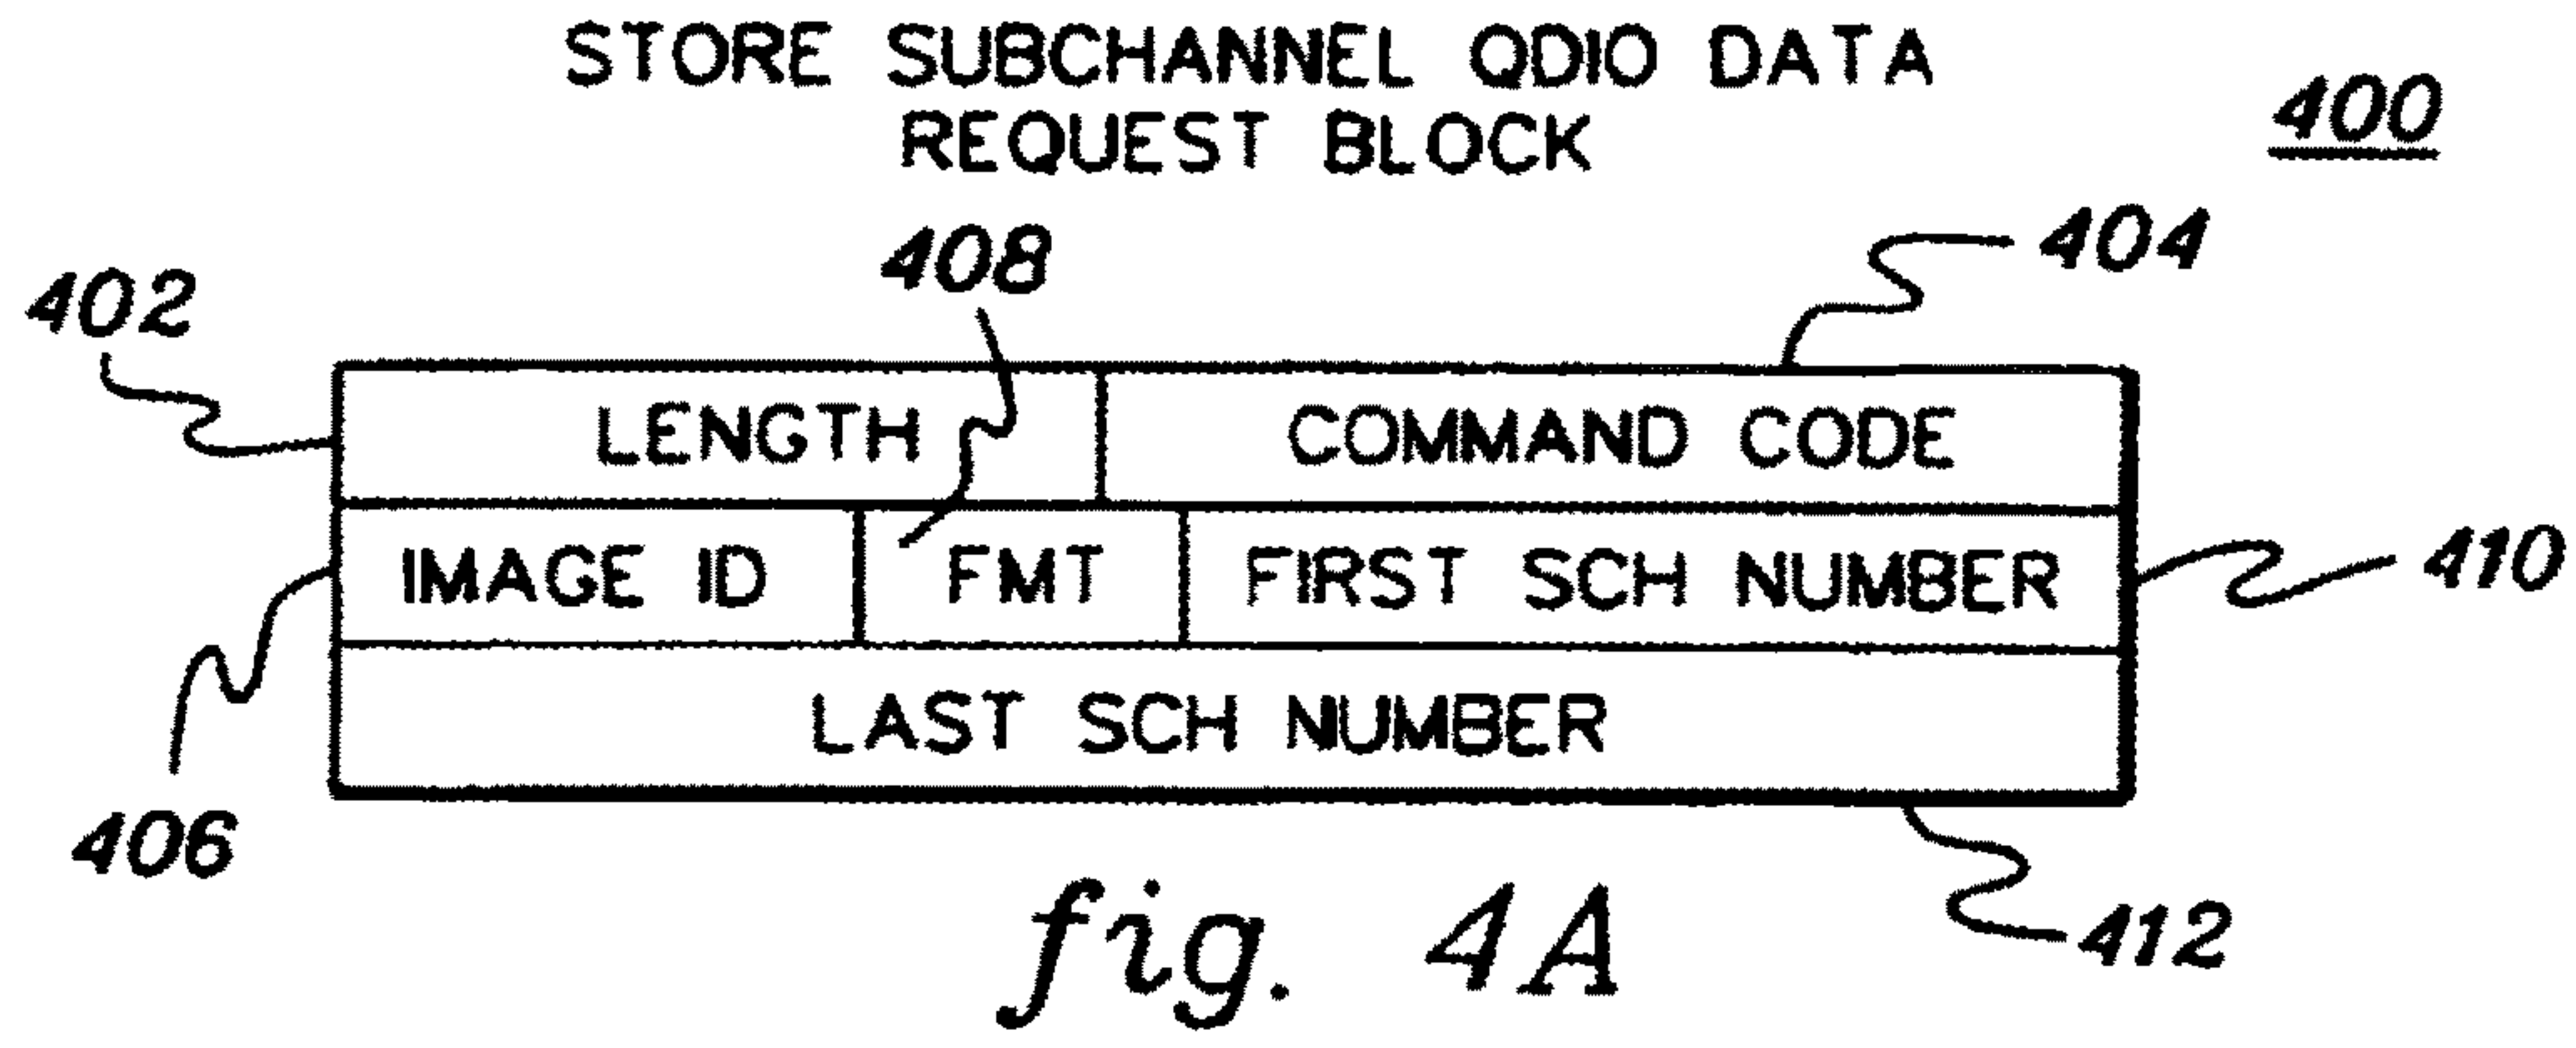 STORE SUBCHANNEL QDIO DATA
REQUEST BLOCK
400
404
408
402
LENGTH COMMAND CODE
IMAGE ID FMT FIRST SCH NUMBER
410
LAST SCH NUMBER
406
412
fig. 4A